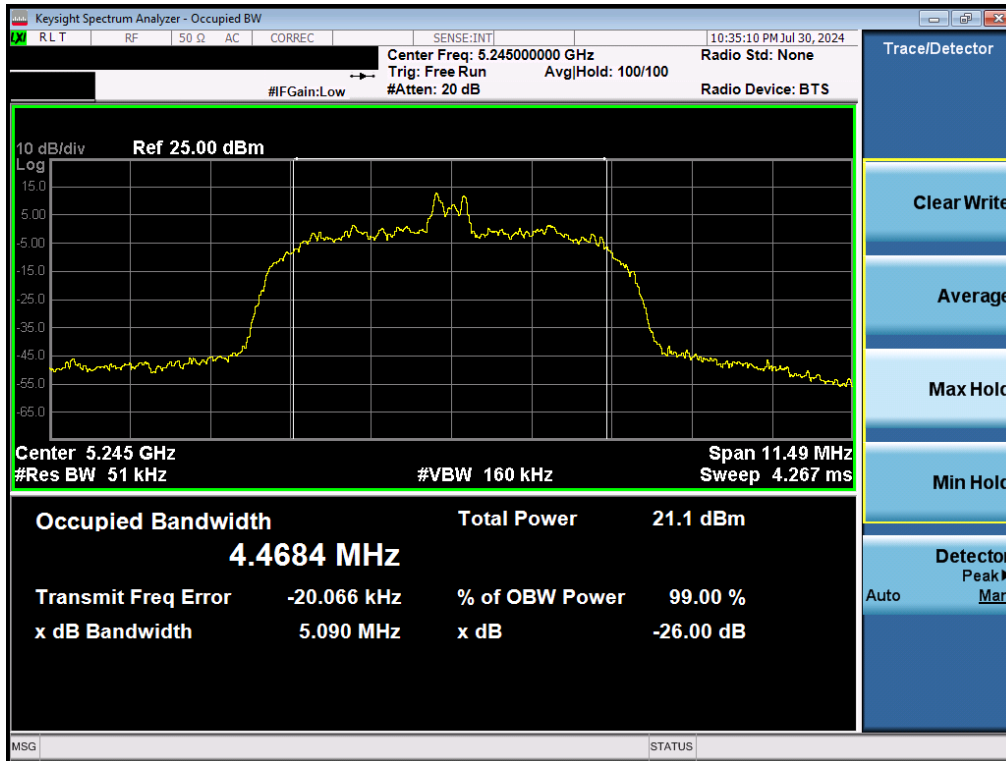 Keysight Spectrum Analyzer - Occupied BW
LXI RLT RF 50 Ω AC CORREC SENSE:INT 10:35:10 PM Jul 30, 2024
Center Freq: 5.245000000 GHz Radio Std: None
Trig: Free Run Avg|Hold: 100/100
#IFGain:Low #Atten: 20 dB Radio Device: BTS
Trace/Detector
10 dB/div Ref 25.00 dBm
Log
15.0
5.00
-5.00
-15.0
-25.0
-35.0
-45.0
-55.0
-65.0
Center 5.245 GHz Span 11.49 MHz
#Res BW 51 kHz #VBW 160 kHz Sweep 4.267 ms
Occupied Bandwidth Total Power 21.1 dBm
4.4684 MHz
Transmit Freq Error -20.066 kHz % of OBW Power 99.00 %
x dB Bandwidth 5.090 MHz x dB -26.00 dB
Clear Write
Average
Max Hold
Min Hold
Detector
Peak
Auto Man
MSG STATUS